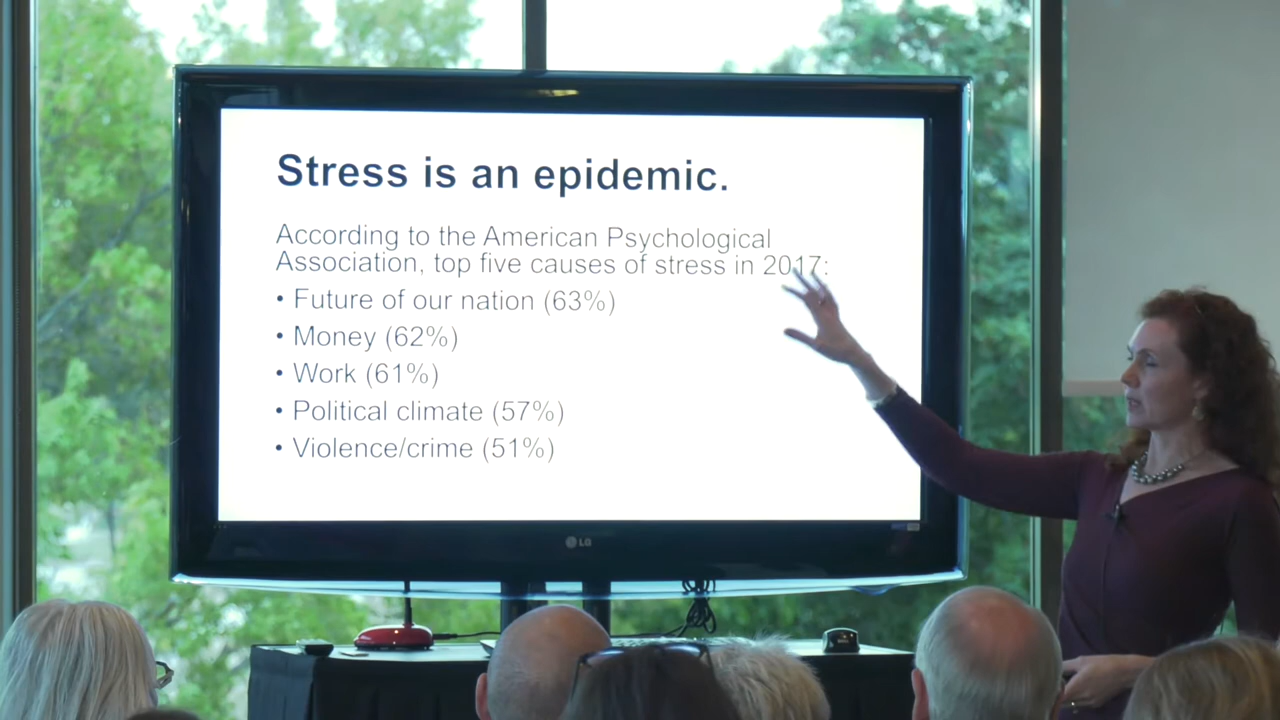 Stress is an epidemic.
According to the American Psychological
Association, top five causes of stress in 2017:
• Future of our nation (63%)
• Money (62%)
• Work (61%)
• Political climate (57%)
• Violence/crime (51%)
LG